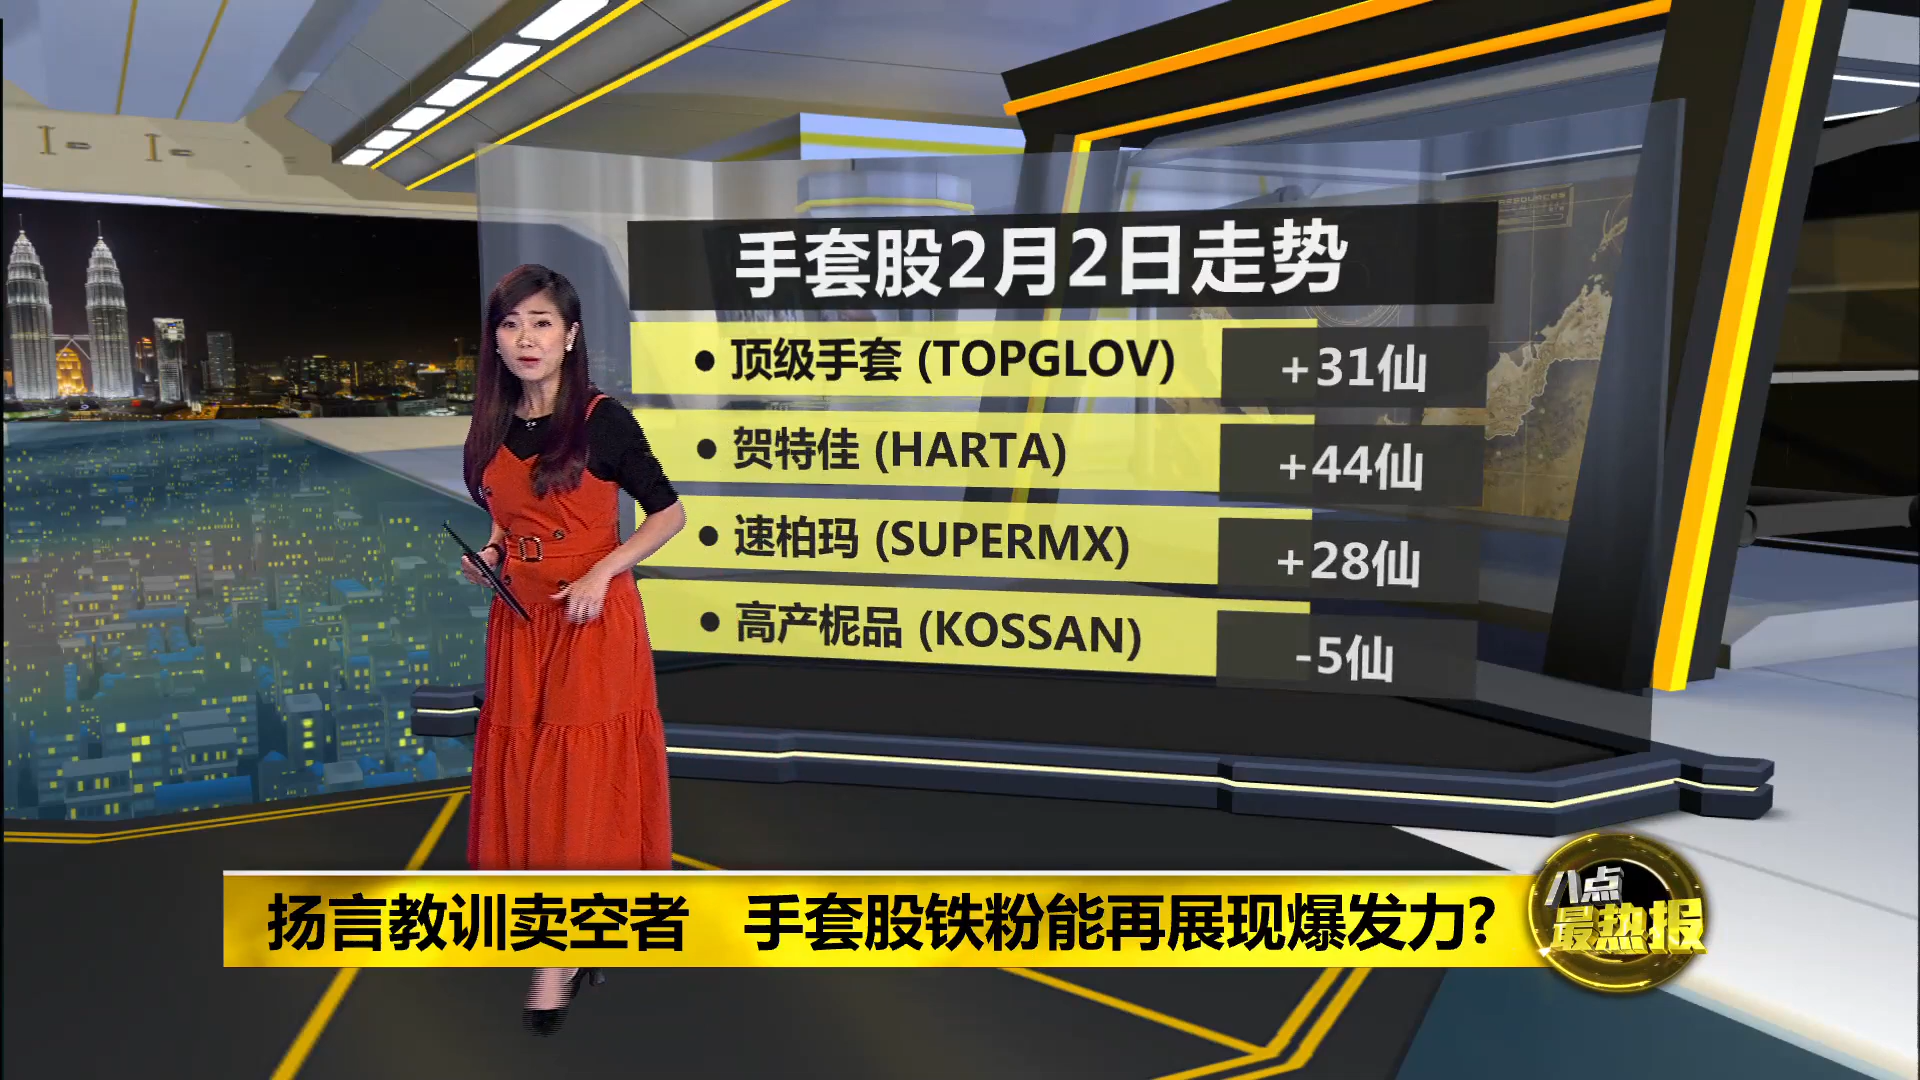 手套股2月2日走势
• 顶级手套 (TOPGLOV) +31仙
• 贺特佳 (HARTA) +44仙
• 速柏玛 (SUPERMX) +28仙
• 高产柅品 (KOSSAN) -5仙
扬言教训卖空者 手套股铁粉能再展现爆发力?
八点
最热报